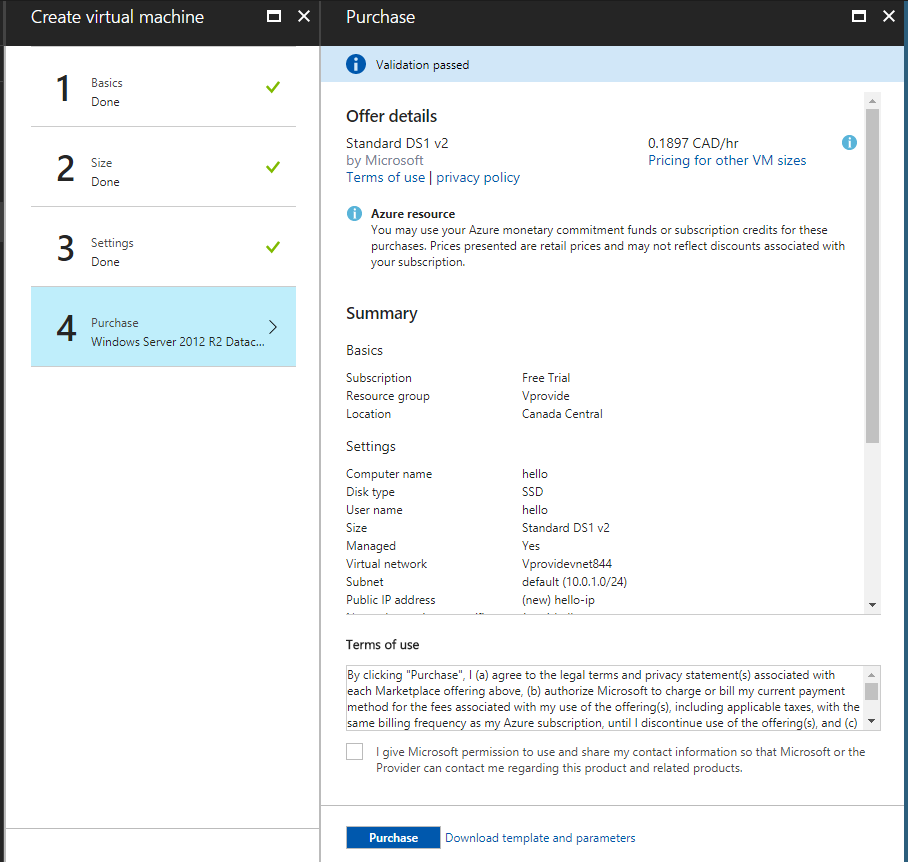 Create virtual machine
1
Basics
Done
2
Size
Done
3
Settings
Done
4
Purchase
Windows Server 2012 R2 Datac...
Purchase
Validation passed
Offer details
Standard DS1 v2
0.1897 CAD/hr
by Microsoft
Pricing for other VM sizes
Terms of use | privacy policy
Azure resource
You may use your Azure monetary commitment funds or subscription credits for these
purchases. Prices presented are retail prices and may not reflect discounts associated with
your subscription.
Summary
Basics
Subscription Free Trial
Resource group Vprovide
Location Canada Central
Settings
Computer name hello
Disk type SSD
User name hello
Size Standard DS1 v2
Managed Yes
Virtual network Vprovidevnet844
Subnet default (10.0.1.0/24)
Public IP address (new) hello-ip
Terms of use
By clicking "Purchase", I (a) agree to the legal terms and privacy statement(s) associated with
each Marketplace offering above, (b) authorize Microsoft to charge or bill my current payment
method for the fees associated with my use of the offering(s), including applicable taxes, with the
same billing frequency as my Azure subscription, until I discontinue use of the offering(s), and (c)
I give Microsoft permission to use and share my contact information so that Microsoft or the
Provider can contact me regarding this product and related products.
Purchase
Download template and parameters